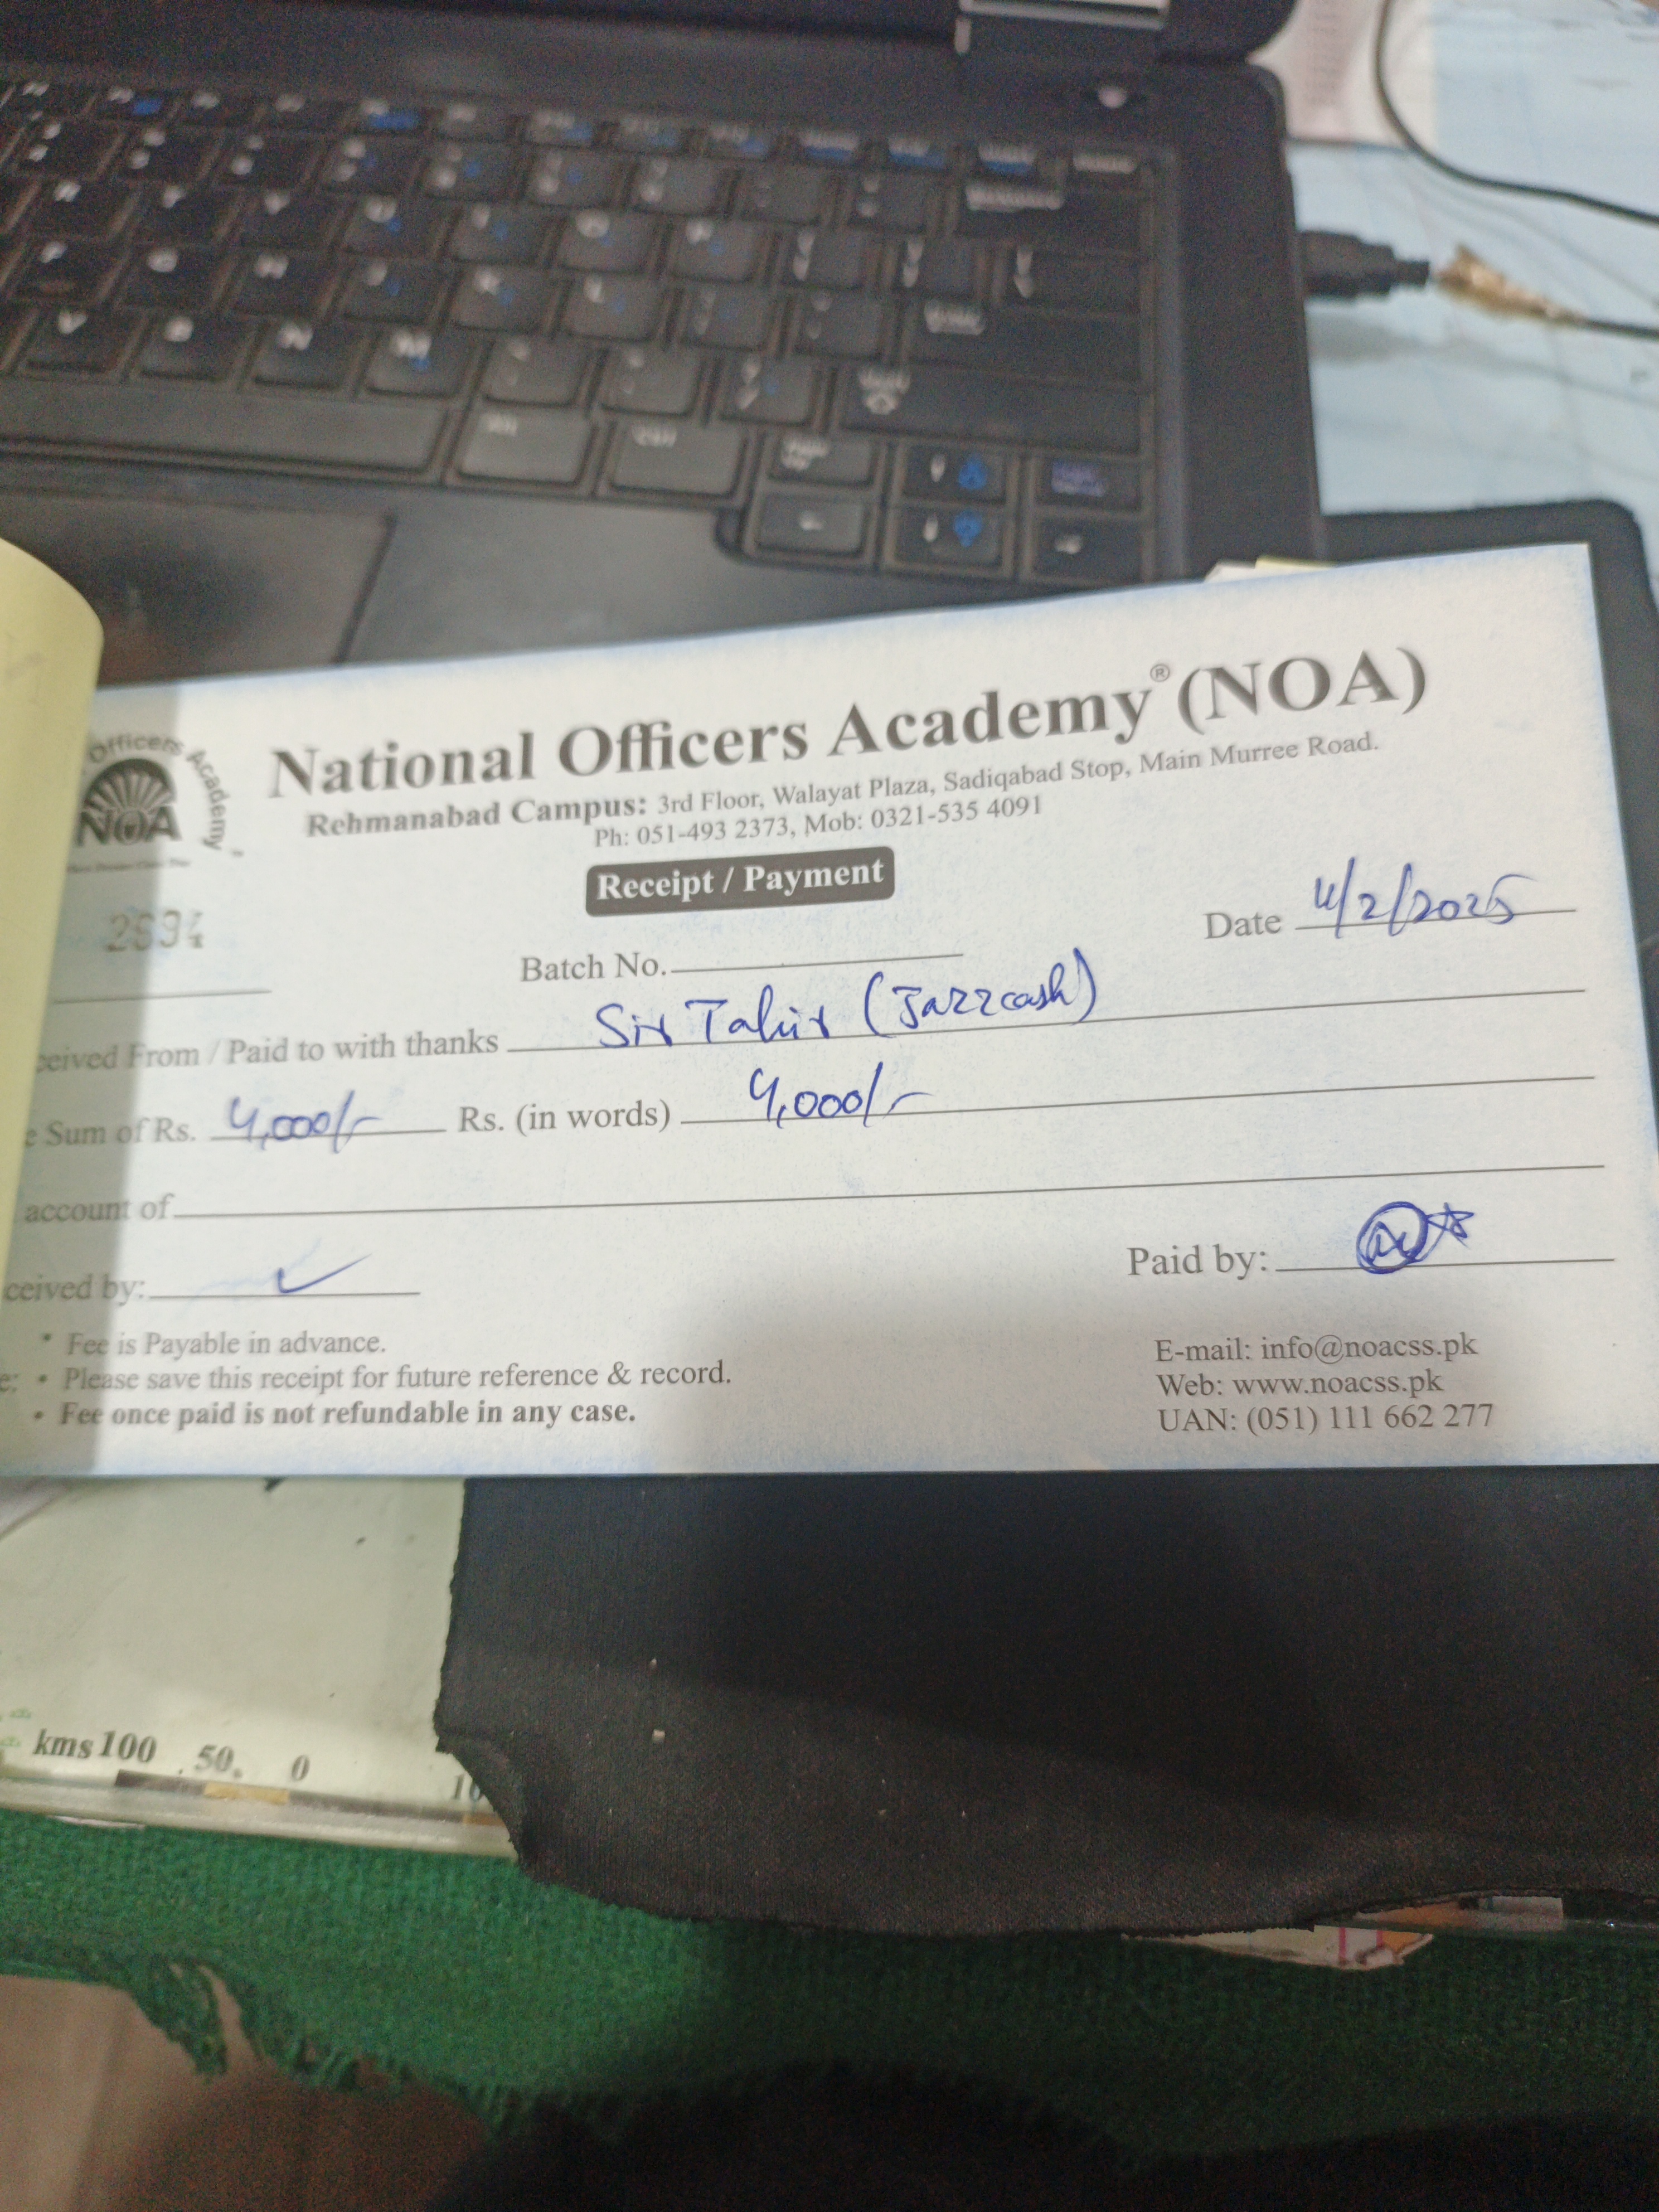 Officers Academy
NOA
National Officers Academy® (NOA)
Rehmanabad Campus: 3rd Floor, Walayat Plaza, Sadiqabad Stop, Main Murree Road.
Ph: 051-493 2373, Mob: 0321-535 4091
Receipt / Payment
Date 4/2/2025
Batch No.
ceived From / Paid to with thanks Sir Tahir (Jazzcash)
e Sum of Rs. 4,000/- Rs. (in words) 4,000/-
account of
ceived by:
Paid by:
• Fee is Payable in advance.
e: • Please save this receipt for future reference & record.
• Fee once paid is not refundable in any case.
E-mail: info@noacss.pk
Web: www.noacss.pk
UAN: (051) 111 662 277
kms 100 50 0